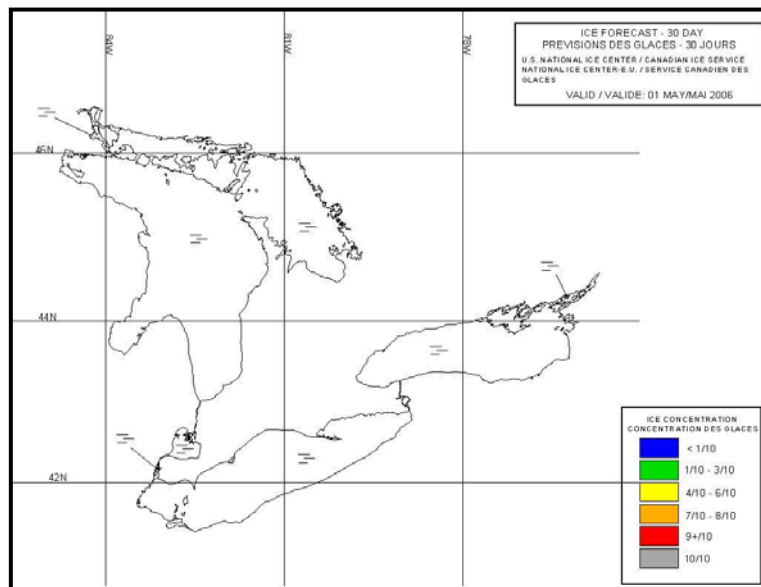 84W
81W
78W
ICE FORECAST - 30 DAY
PREVISIONS DES GLACES - 30 JOURS
U.S. NATIONAL ICE CENTER / CANADIAN ICE SERVICE
NATIONAL ICE CENTER-E.U. / SERVICE CANADIEN DES
GLACES
VALID / VALIDE: 01 MAY/MAI 2006
46N
44N
42N
ICE CONCENTRATION
CONCENTRATION DES GLACES
< 1/10
1/10 - 3/10
4/10 - 6/10
7/10 - 8/10
9+/10
10/10